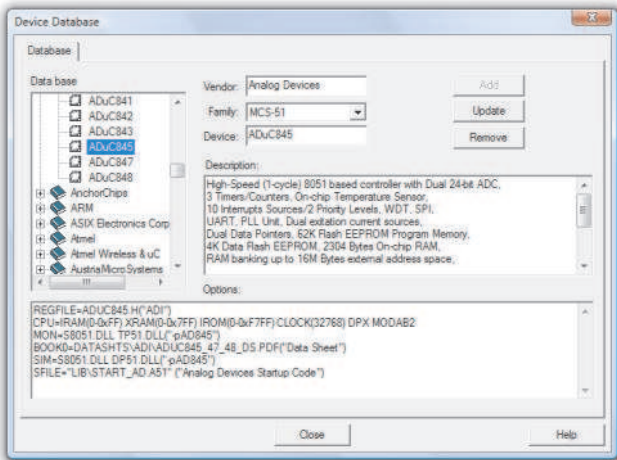 Device Database
Database
Data base
ADuC841
ADuC842
ADuC843
ADuC845
ADuC847
ADuC848
AnchorChips
ARM
ASIX Electronics Corp
Atmel
Atmel Wireless & uC
AustriaMicroSystems
Vendor: Analog Devices
Family: MCS-51
Device: ADuC845
Add
Update
Remove
Description:
High-Speed (1-cycle) 8051 based controller with Dual 24-bit ADC,
3 Timers/Counters, On-chip Temperature Sensor,
10 Interrupts Sources/2 Priority Levels, WDT, SPI,
UART, PLL Unit, Dual exitation current sources,
Dual Data Pointers, 62K Flash EEPROM Program Memory,
4K Data Flash EEPROM, 2304 Bytes On-chip RAM,
RAM banking up to 16M Bytes external address space,
Options:
REGFILE=ADUC845.H("ADI")
CPU=IRAM(0-0xFF) XRAM(0-0x7FF) IROM(0-0xF7FF) CLOCK(32768) DPX MODAB2
MON=S8051.DLL TP51.DLL("-pAD845")
BOOK0=DATASHTS\ADI\ADUC845_47_48_DS.PDF("Data Sheet")
SIM=S8051.DLL DP51.DLL("-pAD845")
SFILE="LIB\START_AD.A51" ("Analog Devices Startup Code")
Close
Help